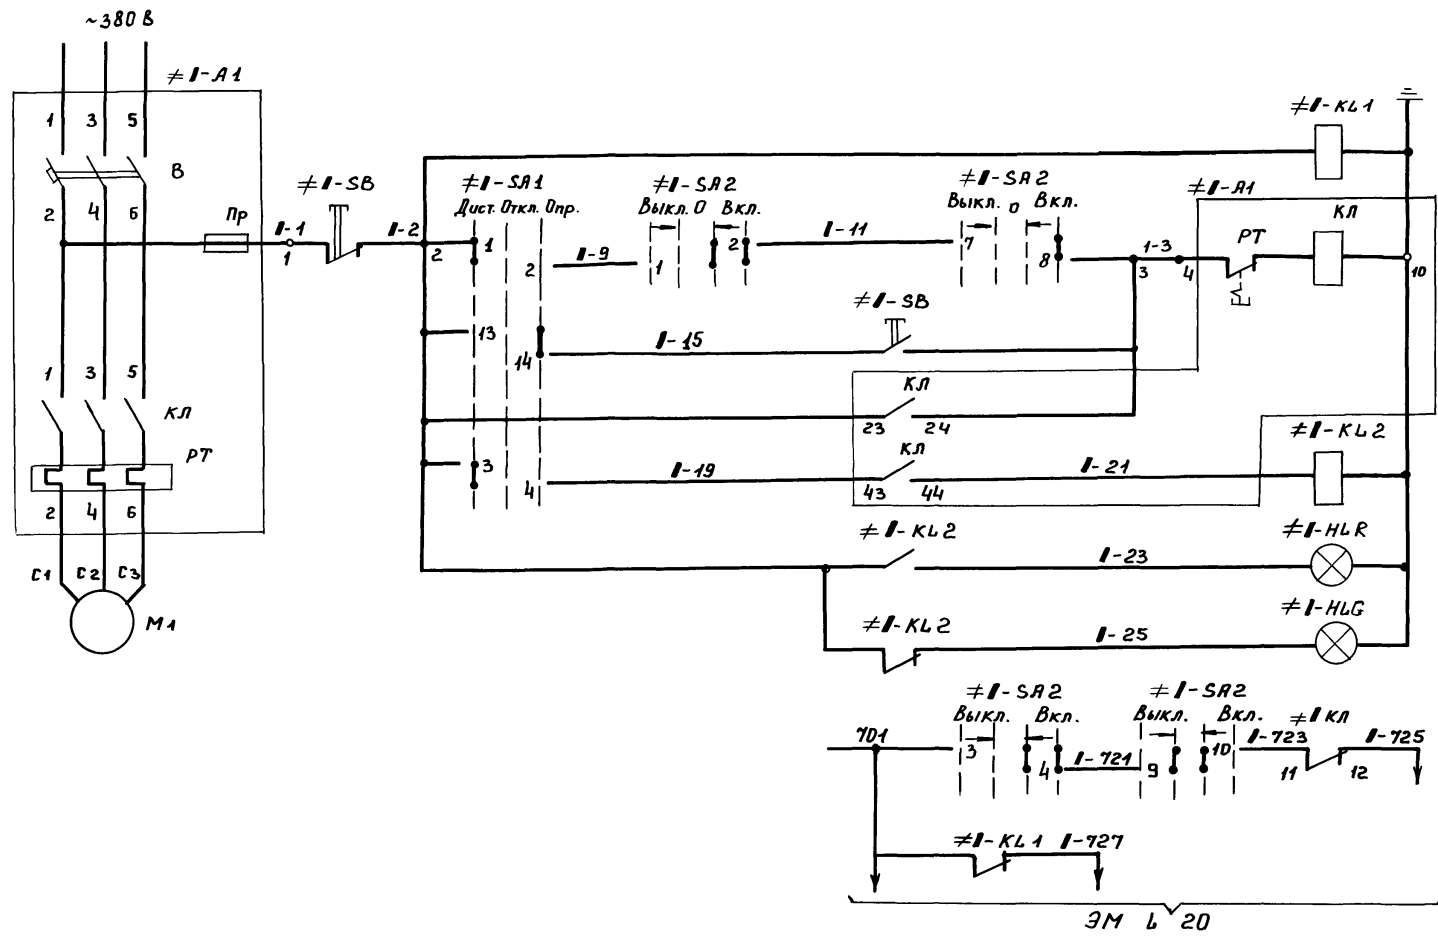 ~380 В
≠ I-A1
1 3 5
В
2 4 6
Пр
I-1
1
≠ I-SB
I-2
2
≠ I-SA1
Дист. Откл. Опр.
1
2
I-9
≠ I-SA2
Выкл. О Вкл.
1
2
I-11
≠ I-SA2
Выкл. О Вкл.
7
8
1-3
3
4
≠ I-A1
РТ
КЛ
10
≠ I-KL1
13
14
I-15
≠ I-SB
КЛ
23 24
3
4
I-19
КЛ
43 44
I-21
≠ I-KL2
1 3 5
КЛ
РТ
2 4 6
С1 С2 С3
М1
≠ I-KL2
I-23
≠ I-HLR
≠ I-KL2
I-25
≠ I-HLG
701
≠ I-SA2
Выкл. Вкл.
3
4
I-721
≠ I-SA2
Выкл. Вкл.
9
10
I-723
≠ I КЛ
11 12
I-725
≠ I-KL1
I-727
ЭМ L 20